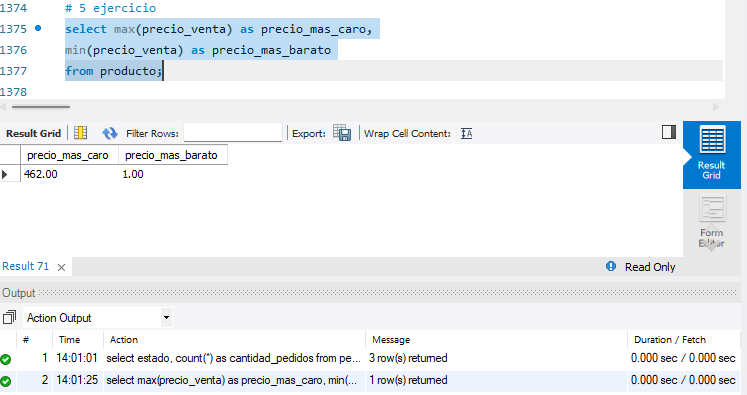 1374 # 5 ejercicio
1375 select max(precio_venta) as precio_mas_caro,
1376 min(precio_venta) as precio_mas_barato
1377 from producto;
1378
Result Grid Filter Rows: Export: Wrap Cell Content: IA
precio_mas_caro precio_mas_barato
462.00 1.00
Result Grid
Form Editor
Result 71 × Read Only
Output
Action Output
# Time Action Message Duration / Fetch
1 14:01:01 select estado, count(*) as cantidad_pedidos from pe... 3 row(s) returned 0.000 sec / 0.000 sec
2 14:01:25 select max(precio_venta) as precio_mas_caro, min(... 1 row(s) returned 0.000 sec / 0.000 sec